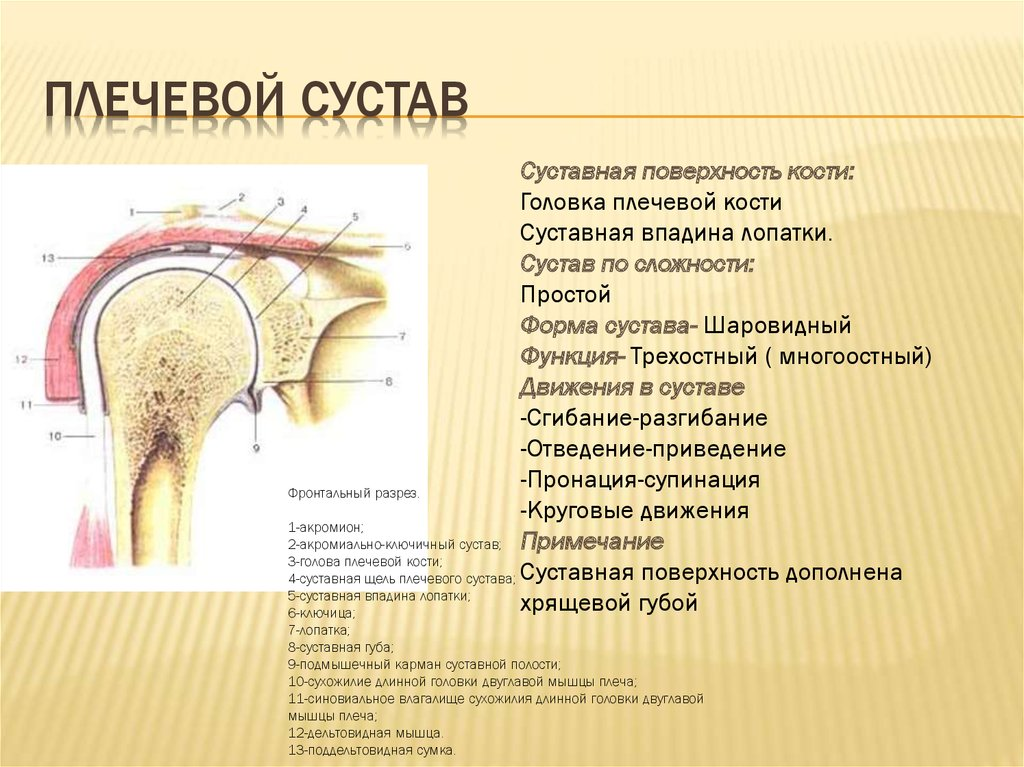 ПЛЕЧЕВОЙ СУСТАВ
1
2
3
4
5
6
13
7
12
8
11
10
9
Суставная поверхность кости:
Головка плечевой кости
Суставная впадина лопатки.
Сустав по сложности:
Простой
Форма сустава- Шаровидный
Функция- Трехостный ( многоостный)
Движения в суставе
-Сгибание-разгибание
-Отведение-приведение
-Пронация-супинация
-Круговые движения
Примечание
Суставная поверхность дополнена
хрящевой губой
Фронтальный разрез.
1-акромион;
2-акромиально-ключичный сустав;
3-голова плечевой кости;
4-суставная щель плечевого сустава;
5-суставная впадина лопатки;
6-ключица;
7-лопатка;
8-суставная губа;
9-подмышечный карман суставной полости;
10-сухожилие длинной головки двуглавой мышцы плеча;
11-синовиальное влагалище сухожилия длинной головки двуглавой
мышцы плеча;
12-дельтовидная мышца.
13-поддельтовидная сумка.